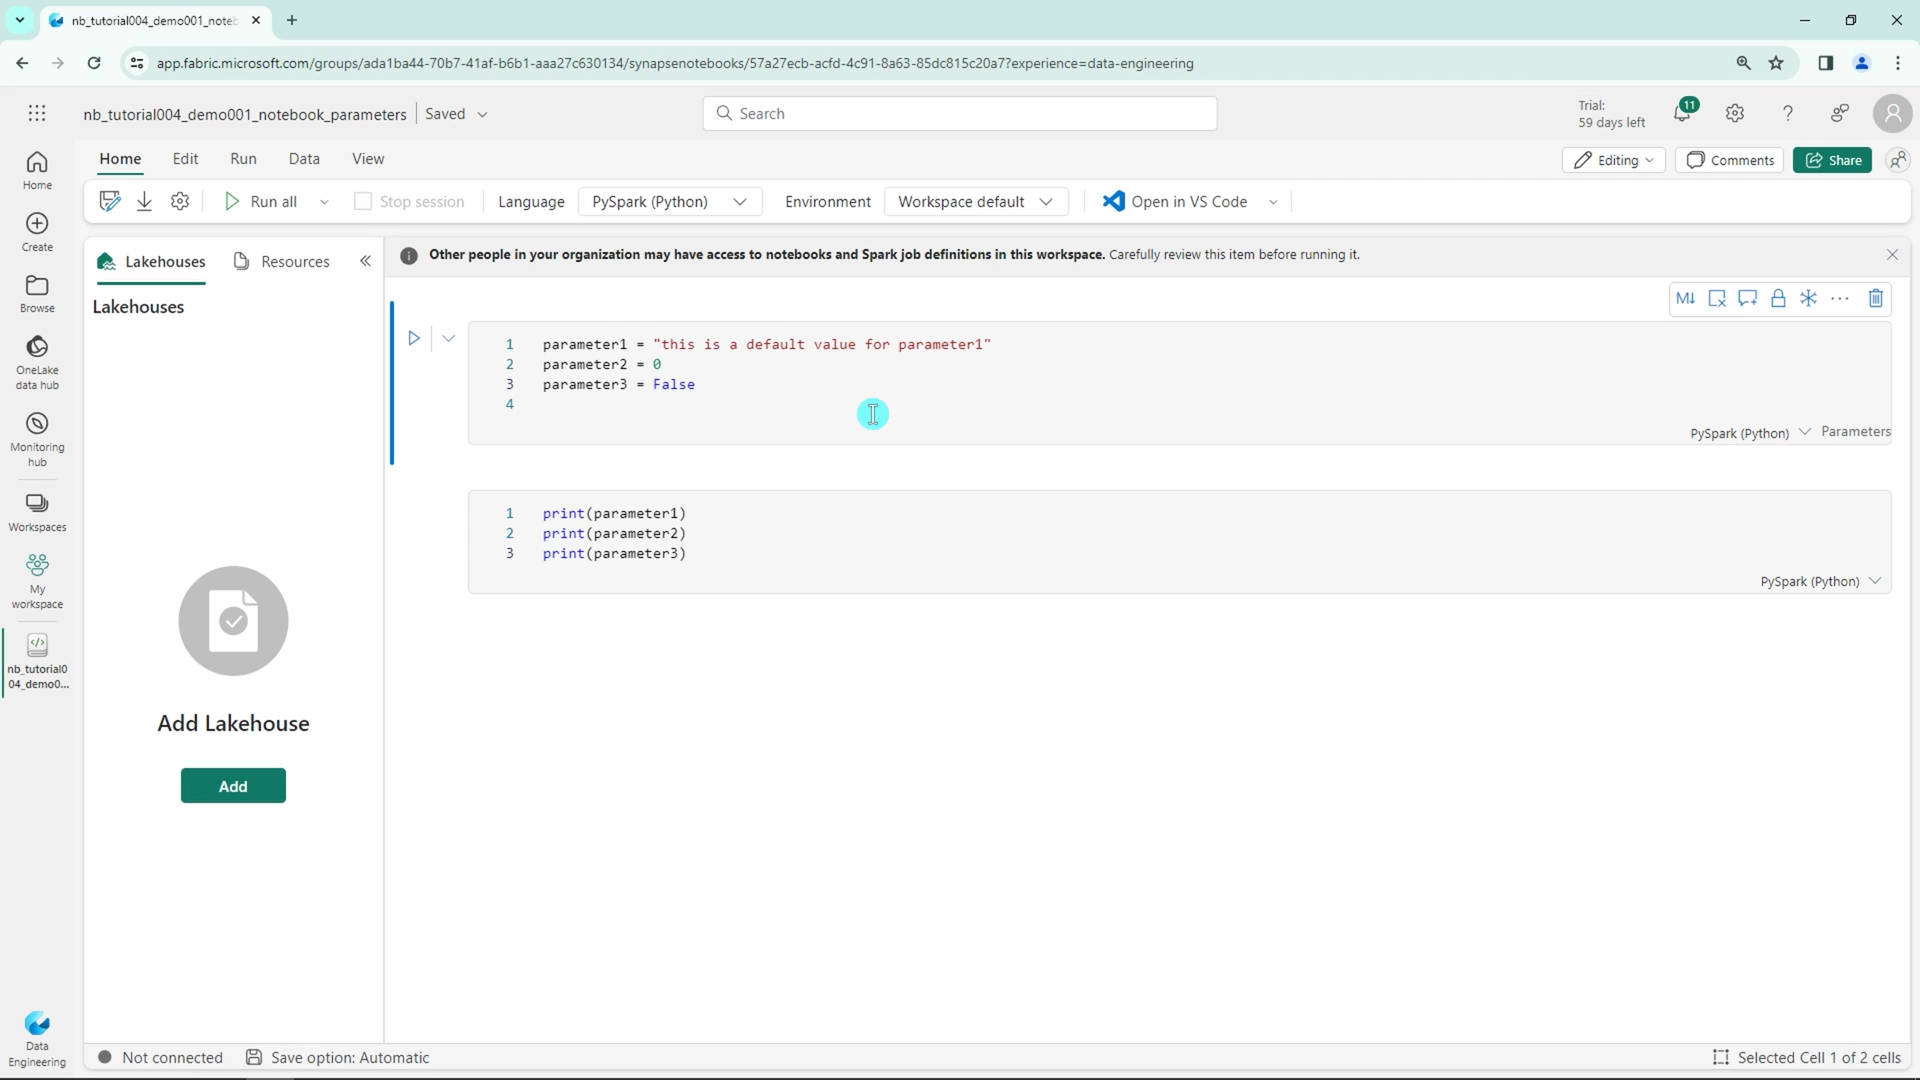 nb_tutorial004_demo001_noteb
app.fabric.microsoft.com/groups/ada1ba44-70b7-41af-b6b1-aaa27c630134/synapsenotebooks/57a27ecb-acfd-4c91-8a63-85dc815c20a7?experience=data-engineering
nb_tutorial004_demo001_notebook_parameters Saved
Search
Trial:
59 days left
11
Home Edit Run Data View
Editing Comments Share
Run all Stop session Language PySpark (Python) Environment Workspace default Open in VS Code
Home
Create
Browse
OneLake
data hub
Monitoring
hub
Workspaces
My
workspace
nb_tutorial0
04_demo0...
Data
Engineering
Lakehouses Resources
Lakehouses
Add Lakehouse
Add
Other people in your organization may have access to notebooks and Spark job definitions in this workspace. Carefully review this item before running it.
M↓
1 parameter1 = "this is a default value for parameter1"
2 parameter2 = 0
3 parameter3 = False
4
PySpark (Python) Parameters
1 print(parameter1)
2 print(parameter2)
3 print(parameter3)
PySpark (Python)
Not connected Save option: Automatic Selected Cell 1 of 2 cells